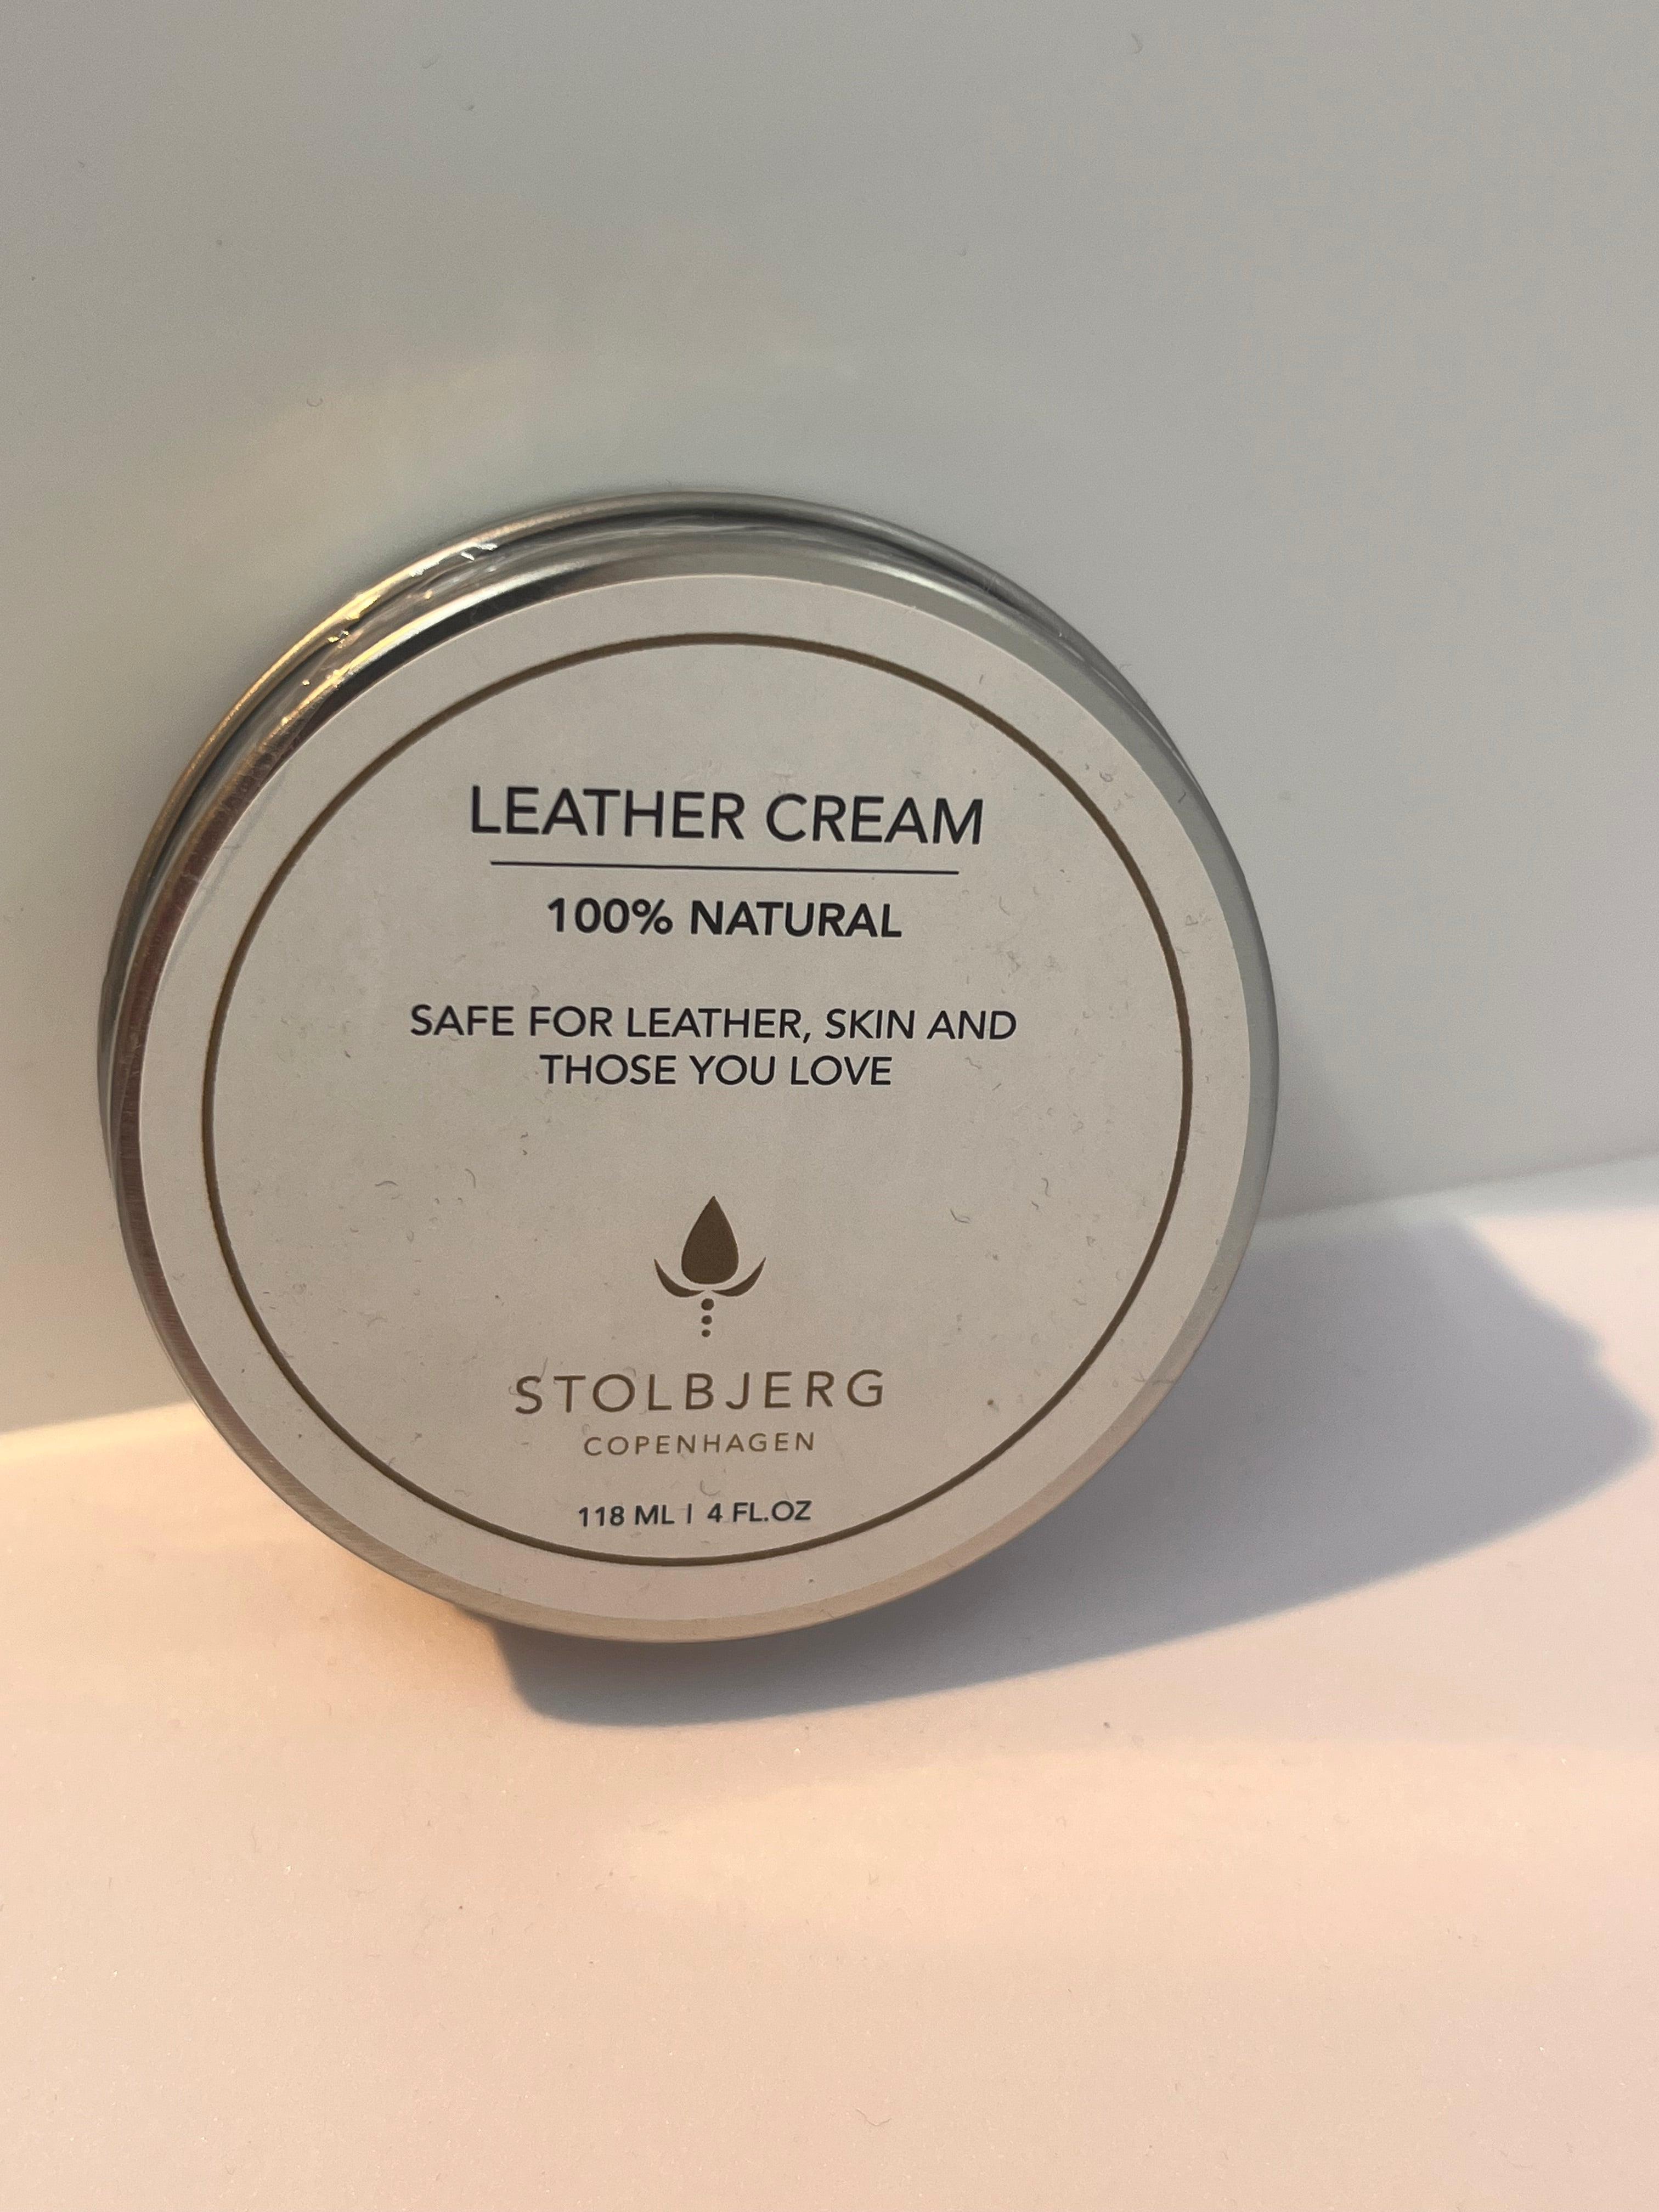 LEATHER CREAM
100% NATURAL
SAFE FOR LEATHER, SKIN AND
THOSE YOU LOVE
STOLBJERG
COPENHAGEN
118 ML | 4 FL.OZ